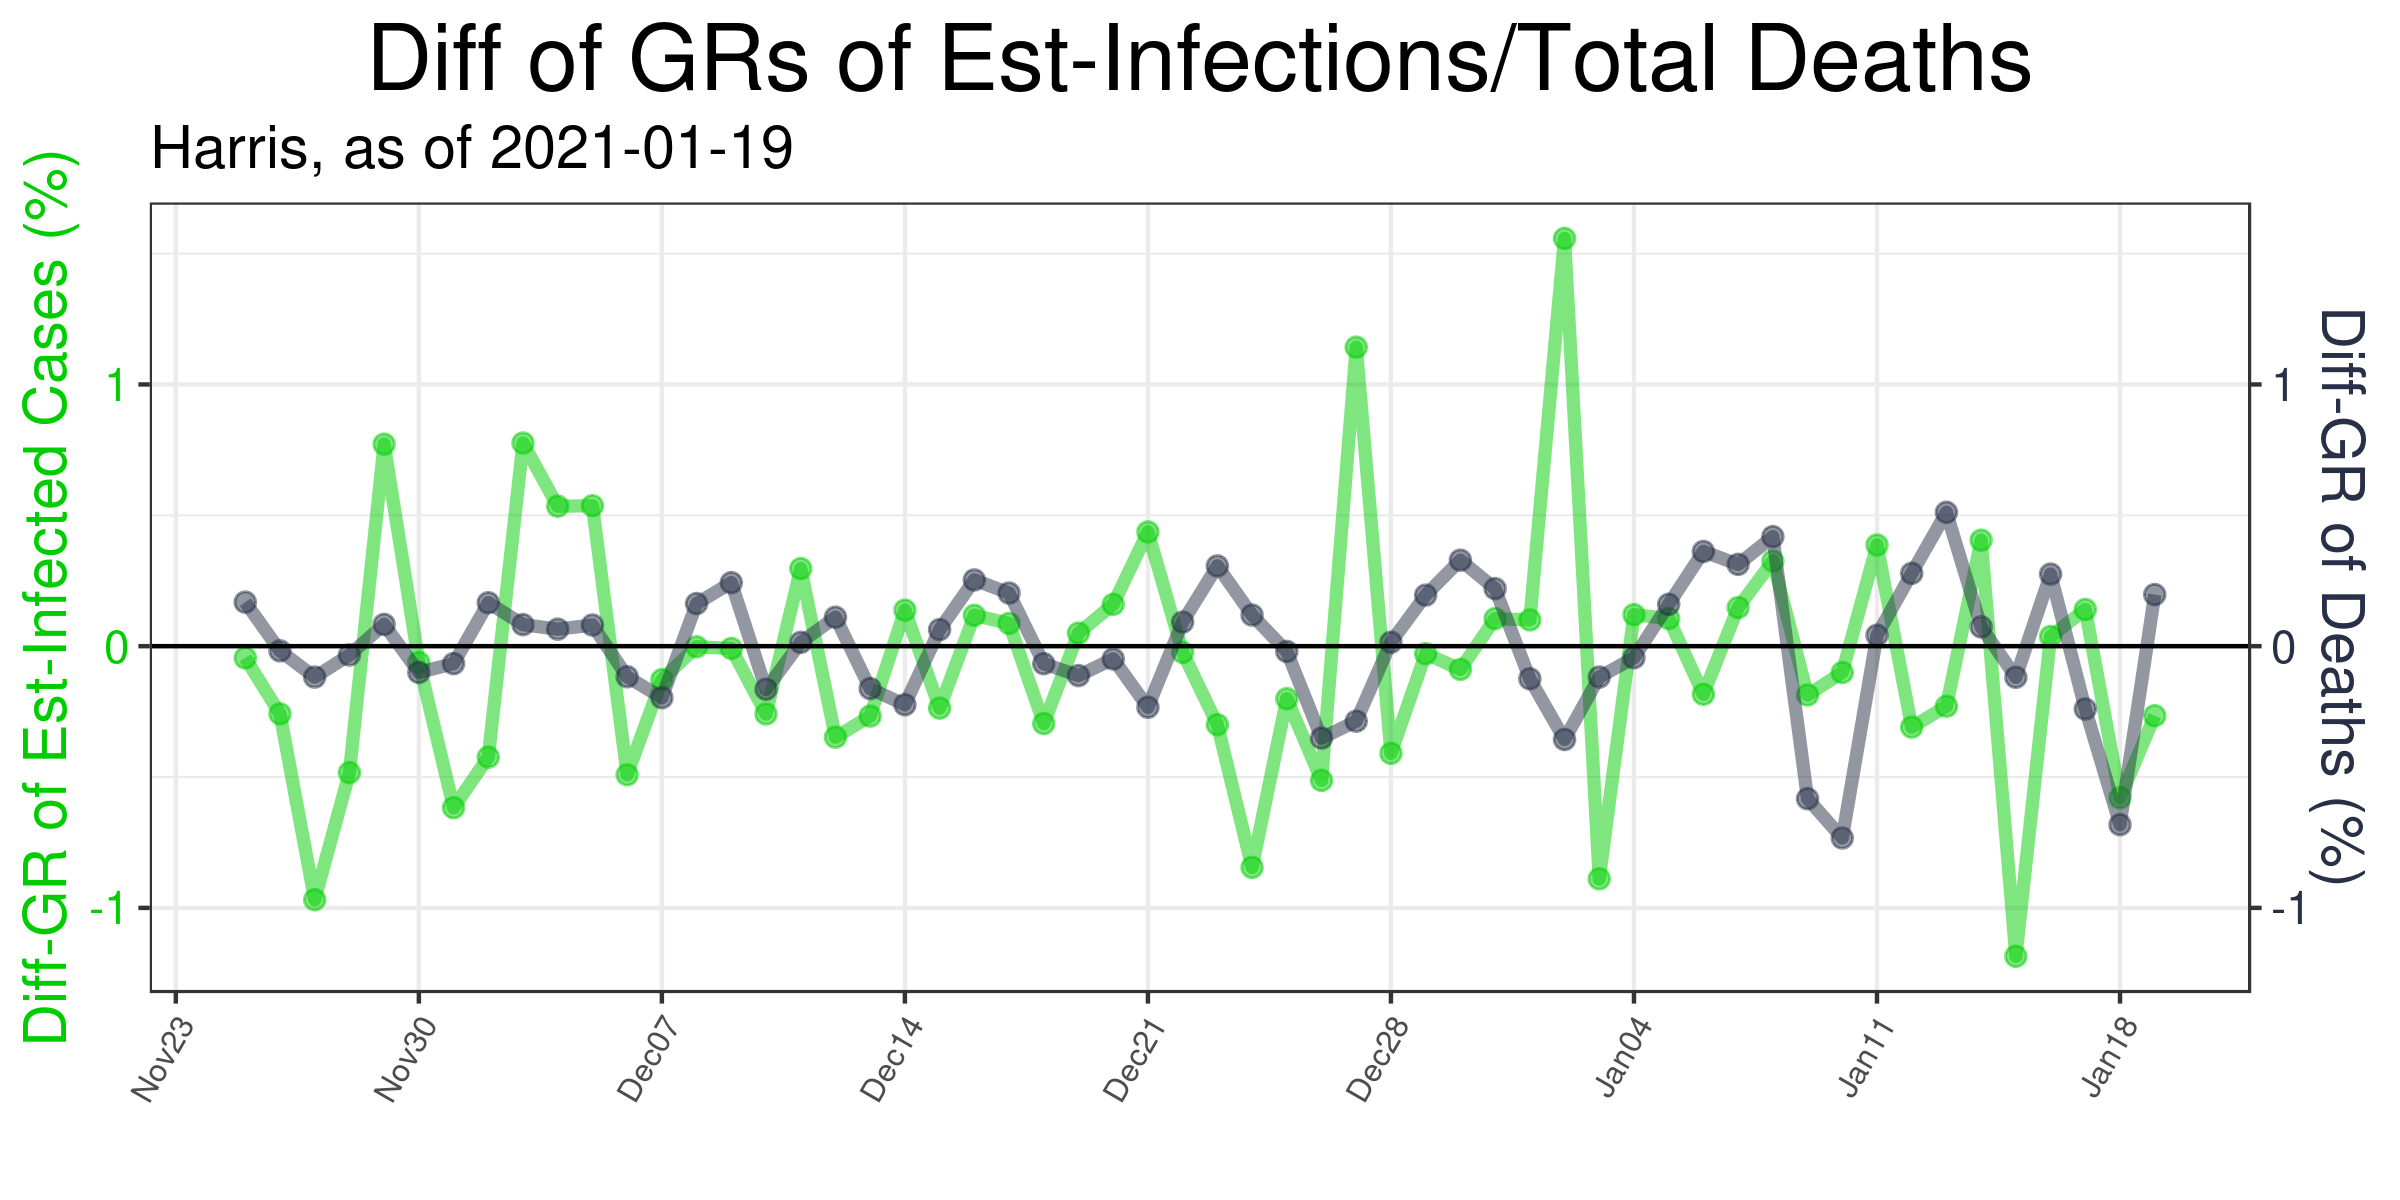 Diff of GRs of Est-Infections/Total Deaths
Harris, as of 2021-01-19
Diff-GR of Est-Infected Cases (%)
1
0
-1
1
0
-1
Diff-GR of Deaths (%)
Nov23
Nov30
Dec07
Dec14
Dec21
Dec28
Jan04
Jan11
Jan18